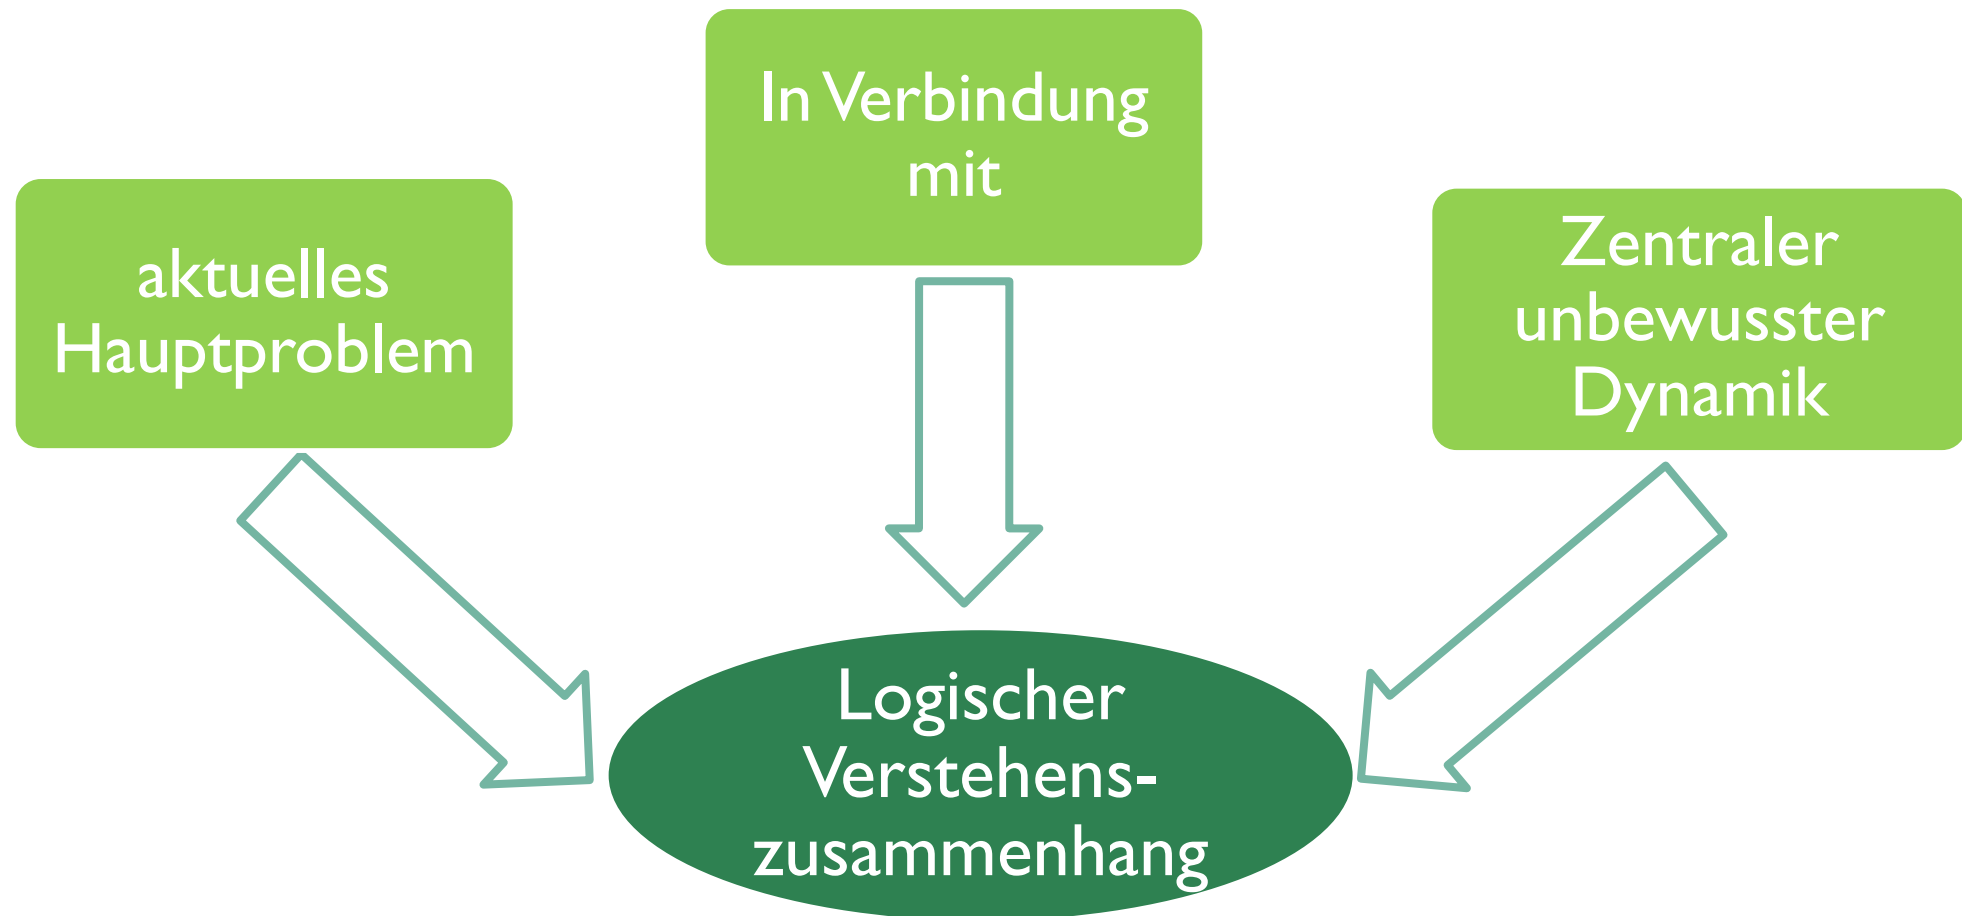 aktuelles
Hauptproblem
In Verbindung
mit
Zentraler
unbewusster
Dynamik
Logischer
Verstehens-
zusammenhang